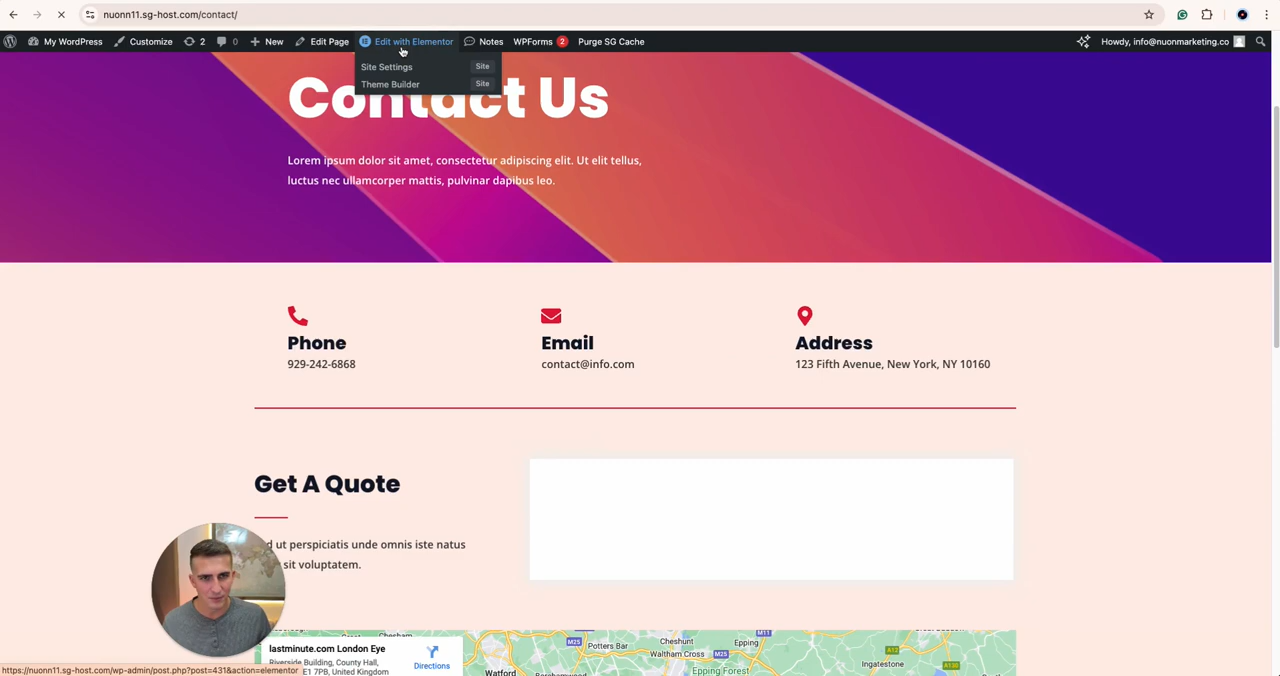 nuonn11.sg-host.com/contact/
My WordPress Customize 2 0 New Edit Page Edit with Elementor Notes WPForms 2 Purge SG Cache Howdy, info@nuonmarketing.co
Site Settings Site
Theme Builder Site
Contact Us
Lorem ipsum dolor sit amet, consectetur adipiscing elit. Ut elit tellus,
luctus nec ullamcorper mattis, pulvinar dapibus leo.
Phone
929-242-6868
Email
contact@info.com
Address
123 Fifth Avenue, New York, NY 10160
Get A Quote
ut perspiciatis unde omnis iste natus
sit voluptatem.
lastminute.com London Eye
Riverside Building, County Hall,
E1 7PB, United Kingdom
Directions
Cheshunt
M25
Potters Bar
M25
Waltham Cross
Epping
M11
Watford
Epping Forest
A12
Ingatestone
A130
https://nuonn11.sg-host.com/wp-admin/post.php?post=431&action=elementor